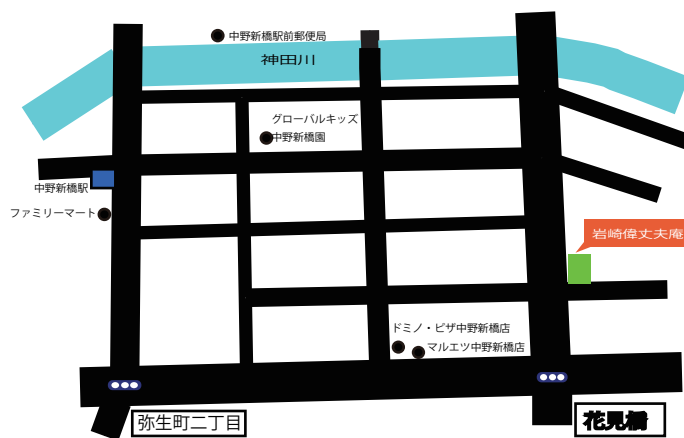 中野新橋駅前郵便局
神田川
グローバルキッズ
中野新橋園
中野新橋駅
ファミリーマート
岩崎偉丈夫庵
ドミノ・ピザ中野新橋店
マルエツ中野新橋店
弥生町二丁目
花見橋